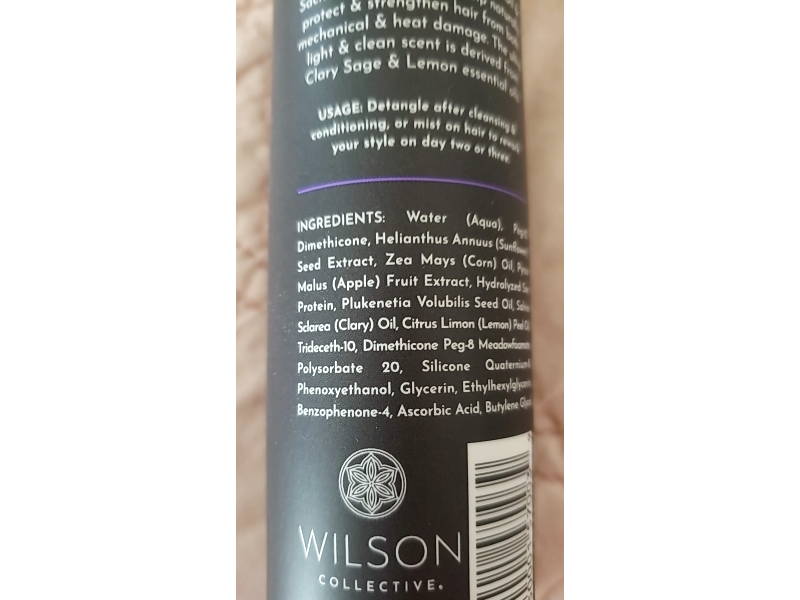 protect & strengthen hair from
mechanical & heat damage. The
light & clean scent is derived from
Clary Sage & Lemon essential
USAGE: Detangle after cleansing &
conditioning, or mist on hair to rework
your style on day two or three.
INGREDIENTS: Water (Aqua),
Dimethicone, Helianthus Annuus (Sunflower)
Seed Extract, Zea Mays (Corn) Oil,
Malus (Apple) Fruit Extract, Hydrolyzed
Protein, Plukenetia Volubilis Seed Oil,
Sclarea (Clary) Oil, Citrus Limon (Lemon) Peel
Trideceth-10, Dimethicone Peg-8
Polysorbate 20, Silicone
Phenoxyethanol, Glycerin,
Benzophenone-4, Ascorbic Acid, Butylene
WILSON
COLLECTIVE.